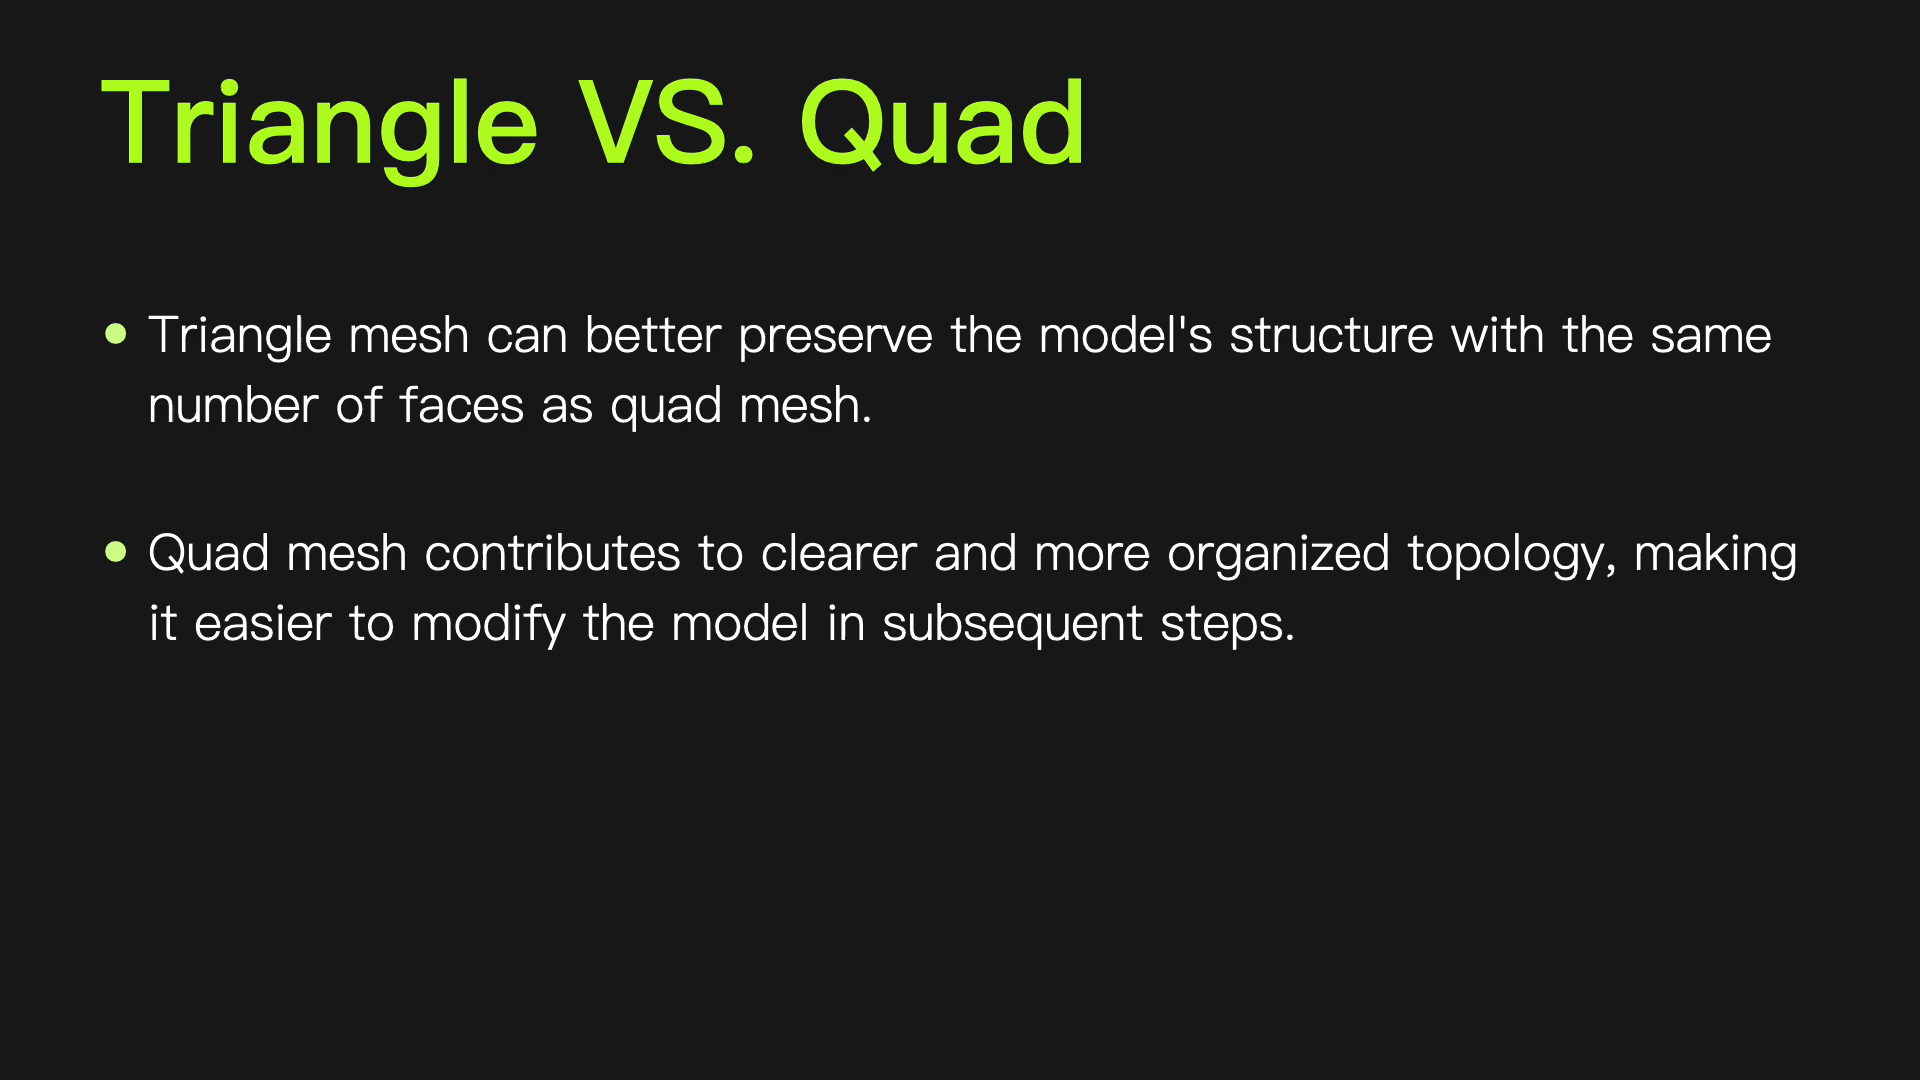 Triangle VS. Quad
• Triangle mesh can better preserve the model's structure with the same
number of faces as quad mesh.
• Quad mesh contributes to clearer and more organized topology, making
it easier to modify the model in subsequent steps.